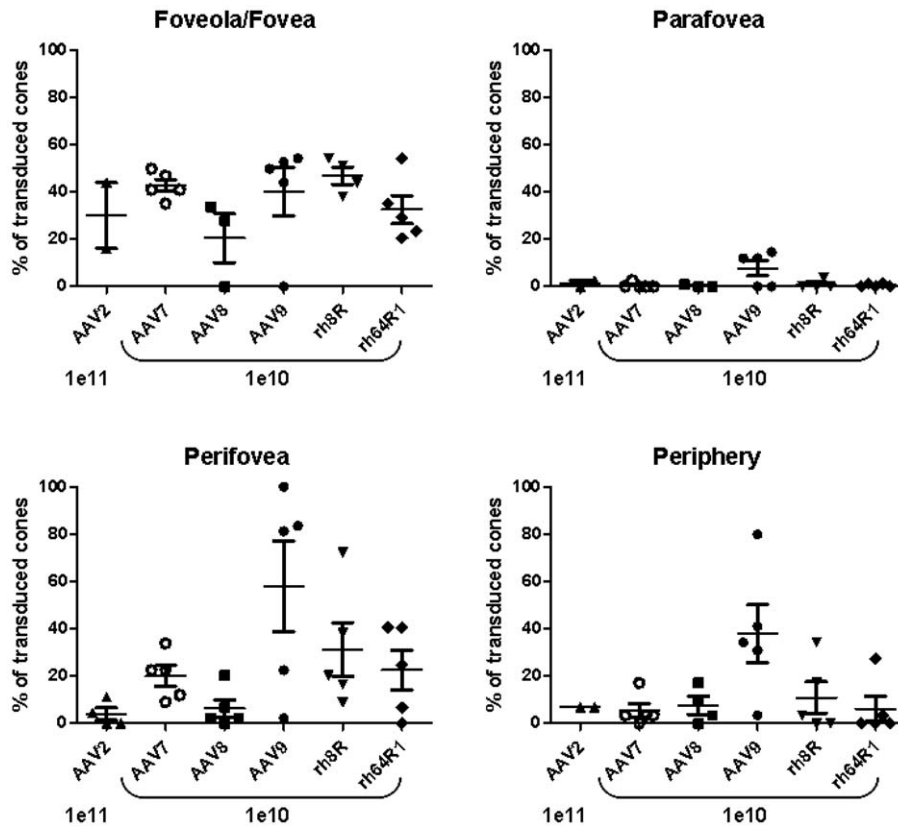 Foveola/Fovea
% of transduced cones
100
80
60
40
20
0
AAV2
AAV7
AAV8
AAV9
rh8R
rh64R1
1e11
1e10
Parafovea
% of transduced cones
100
80
60
40
20
0
AAV2
AAV7
AAV8
AAV9
rh8R
rh64R1
1e11
1e10
Perifovea
% of transduced cones
100
80
60
40
20
0
AAV2
AAV7
AAV8
AAV9
rh8R
rh64R1
1e11
1e10
Periphery
% of transduced cones
100
80
60
40
20
0
AAV2
AAV7
AAV8
AAV9
rh8R
rh64R1
1e11
1e10